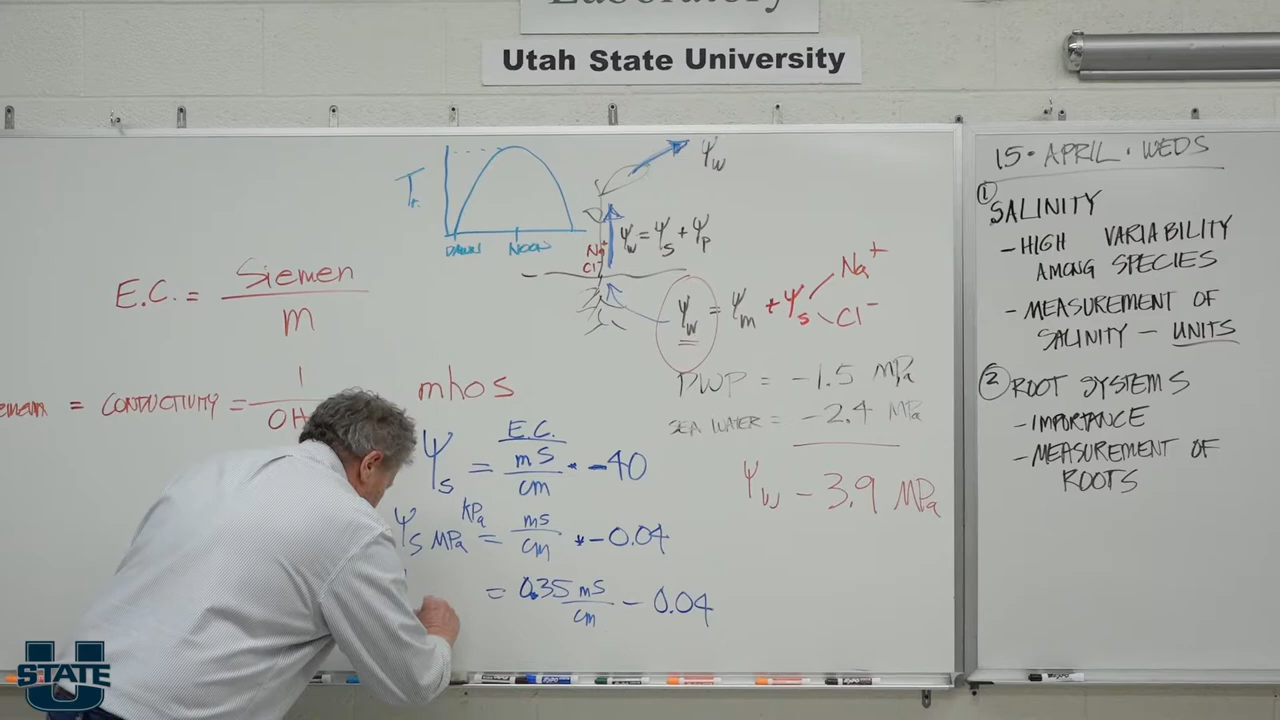 Laboratory
Utah State University
15 · APRIL · WEDS
① SALINITY
- HIGH VARIABILITY
AMONG SPECIES
- MEASUREMENT OF
SALINITY - UNITS
② ROOT SYSTEMS
- IMPORTANCE
- MEASUREMENT OF
ROOTS
Tr.
DAWN NOON
Ψw
Na+
Cl-
Ψw = Ψs + Ψp
Ψw = Ψm + Ψs
Na+
Cl-
E.C. = Siemen
m
= CONDUCTIVITY = 1
mhos
PWP = -1.5 MPa
SEA WATER = -2.4 MPa
Ψw - 3.9 MPa
E.C.
Ψs = mS/cm * -40
kPa
Ψs MPa = mS/cm * -0.04
= 0.35 mS/cm - 0.04
U STATE